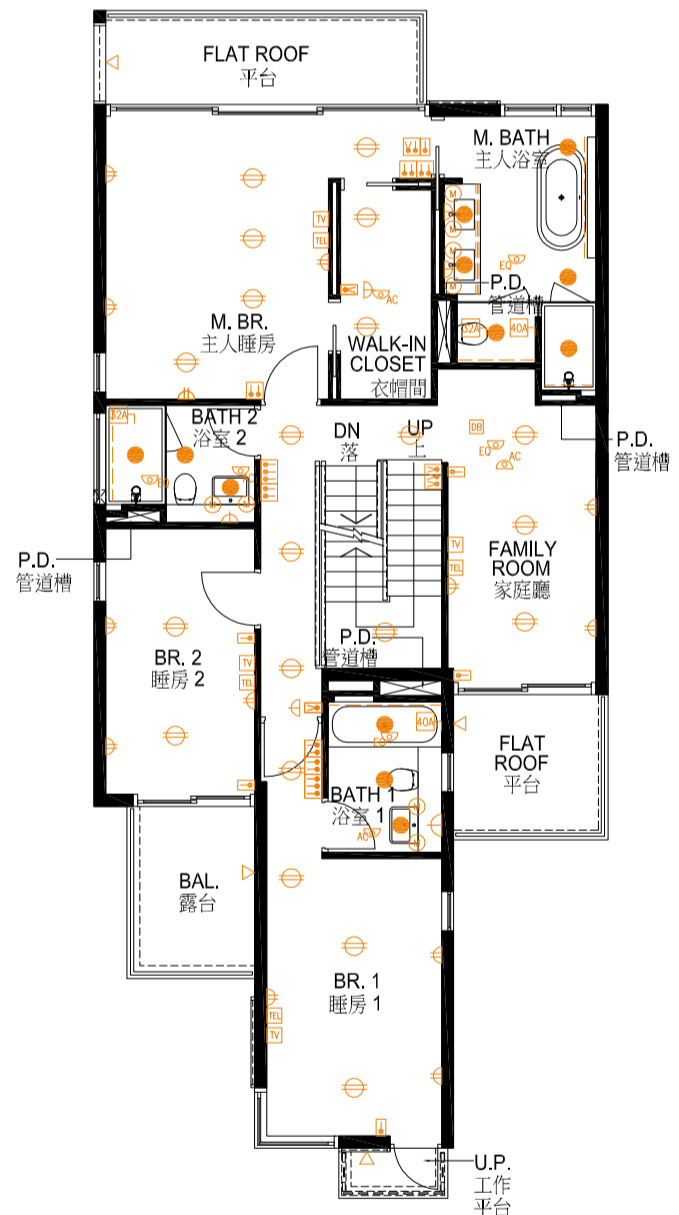 FLAT ROOF
平台
M. BATH
主人浴室
M
M
M
M
TV
TEL
EQ
P.D.
管道槽
AC
M. BR.
主人睡房
32A
40A
WALK-IN
CLOSET
衣帽間
32A
BATH 2
浴室 2
DN
落
UP
上
DB
EQ
AC
P.D.
管道槽
AC
EQ
M
M
P.D.
管道槽
TV
TEL
FAMILY
ROOM
家庭廳
P.D.
管道槽
BR. 2
睡房 2
TV
TEL
40A
EQ
FLAT
ROOF
平台
BATH 1
浴室 1
M
AC
M
BAL.
露台
BR. 1
睡房 1
TEL
TV
U.P.
工作
平台